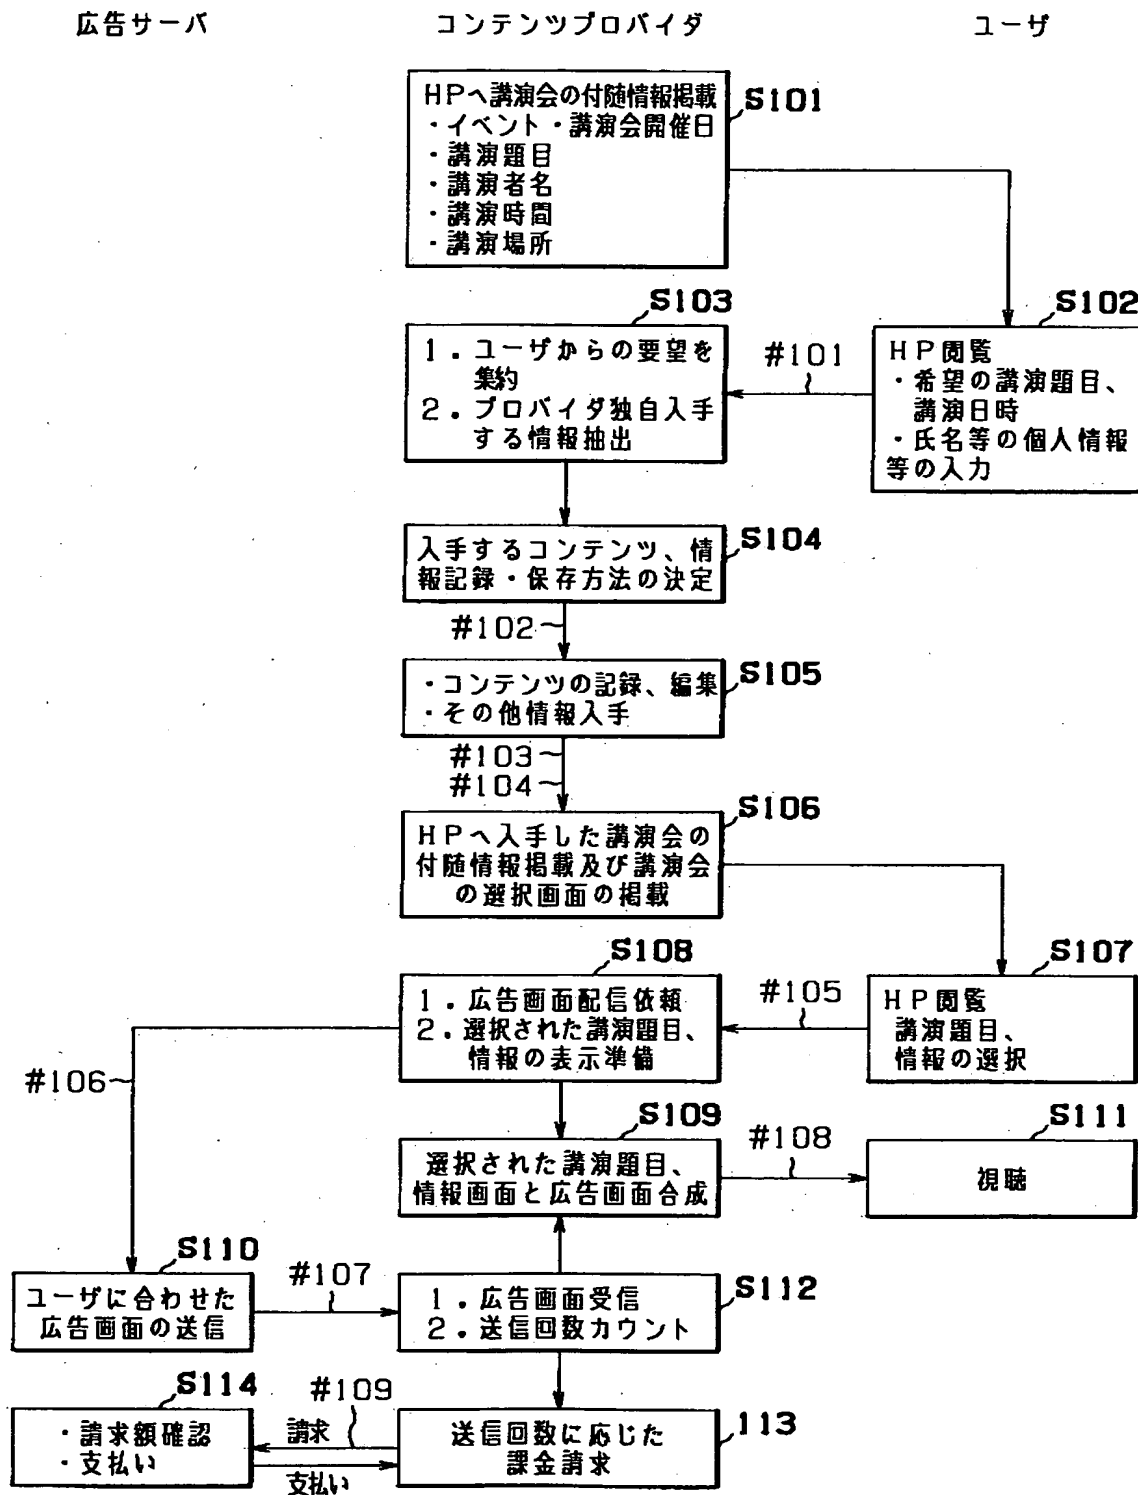 広告サーバ
コンテンツプロバイダ
ユーザ
HPへ講演会の付随情報掲載
・イベント・講演会開催日
・講演題目
・講演者名
・講演時間
・講演場所
S101
S103
1.ユーザからの要望を
集約
2.プロバイダ独自入手
する情報抽出
#101
S102
HP閲覧
・希望の講演題目、
講演日時
・氏名等の個人情報
等の入力
入手するコンテンツ、情
報記録・保存方法の決定
S104
#102
・コンテンツの記録、編集
・その他情報入手
S105
#103
#104
S106
HPへ入手した講演会の
付随情報掲載及び講演会
の選択画面の掲載
S108
1.広告画面配信依頼
2.選択された講演題目、
情報の表示準備
#105
S107
HP閲覧
講演題目、
情報の選択
#106
S109
選択された講演題目、
情報画面と広告画面合成
#108
S111
視聴
S110
ユーザに合わせた
広告画面の送信
#107
1.広告画面受信
2.送信回数カウント
S112
S114
・請求額確認
・支払い
#109
請求
支払い
送信回数に応じた
課金請求
113